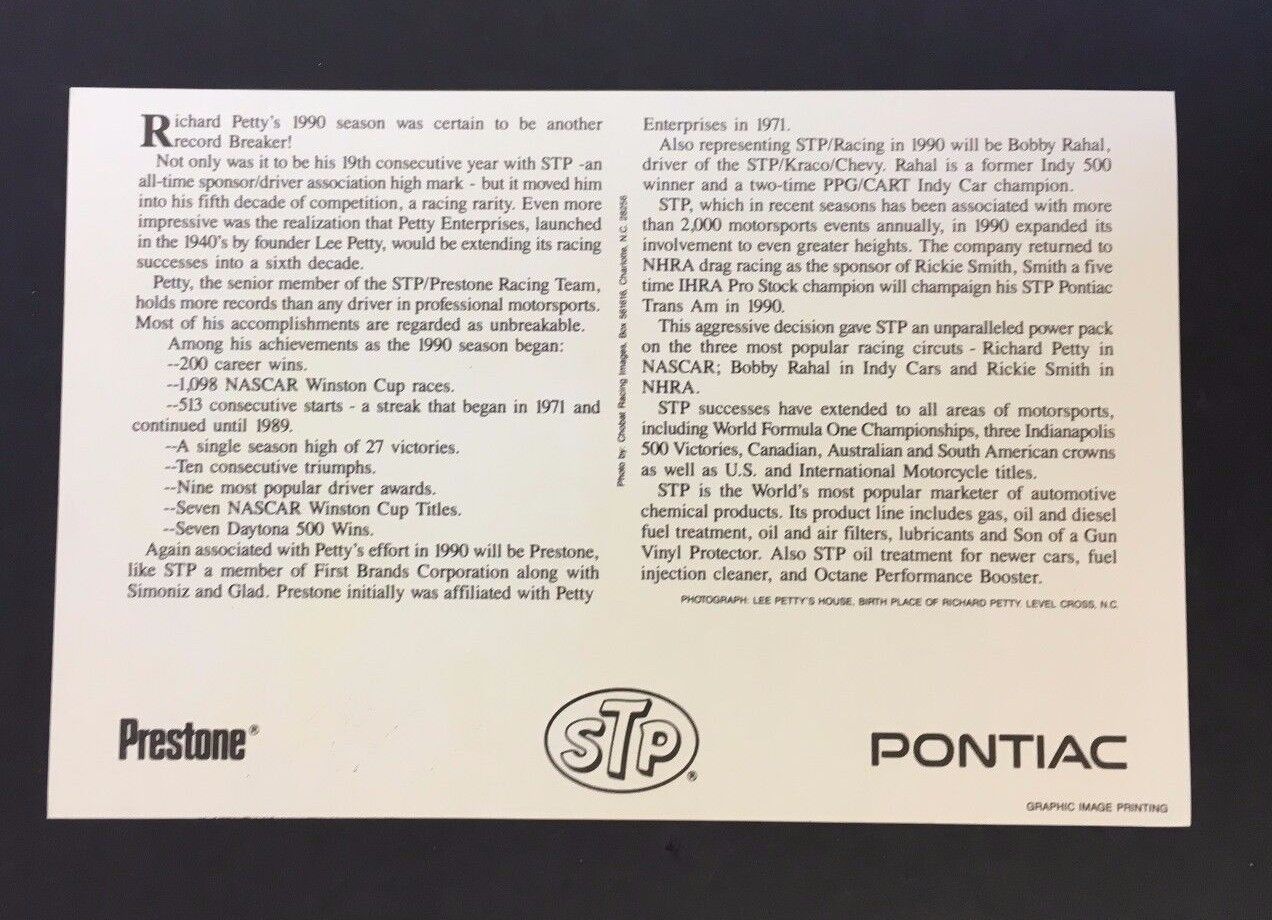 Richard Petty's 1990 season was certain to be another
record Breaker!
Not only was it to be his 19th consecutive year with STP -an
all-time sponsor/driver association high mark - but it moved him
into his fifth decade of competition, a racing rarity. Even more
impressive was the realization that Petty Enterprises, launched
in the 1940's by founder Lee Petty, would be extending its racing
successes into a sixth decade.
Petty, the senior member of the STP/Prestone Racing Team,
holds more records than any driver in professional motorsports.
Most of his accomplishments are regarded as unbreakable.
Among his achievements as the 1990 season began:
--200 career wins.
--1,098 NASCAR Winston Cup races.
--513 consecutive starts - a streak that began in 1971 and
continued until 1989.
--A single season high of 27 victories.
--Ten consecutive triumphs.
--Nine most popular driver awards.
--Seven NASCAR Winston Cup Titles.
--Seven Daytona 500 Wins.
Again associated with Petty's effort in 1990 will be Prestone,
like STP a member of First Brands Corporation along with
Simoniz and Glad. Prestone initially was affiliated with Petty
Photo by: Chobat Racing Images, Box 561616, Charlotte, N.C. 28256
Enterprises in 1971.
Also representing STP/Racing in 1990 will be Bobby Rahal,
driver of the STP/Kraco/Chevy. Rahal is a former Indy 500
winner and a two-time PPG/CART Indy Car champion.
STP, which in recent seasons has been associated with more
than 2,000 motorsports events annually, in 1990 expanded its
involvement to even greater heights. The company returned to
NHRA drag racing as the sponsor of Rickie Smith, Smith a five
time IHRA Pro Stock champion will champaign his STP Pontiac
Trans Am in 1990.
This aggressive decision gave STP an unparalleled power pack
on the three most popular racing circuts - Richard Petty in
NASCAR; Bobby Rahal in Indy Cars and Rickie Smith in
NHRA.
STP successes have extended to all areas of motorsports,
including World Formula One Championships, three Indianapolis
500 Victories, Canadian, Australian and South American crowns
as well as U.S. and International Motorcycle titles.
STP is the World's most popular marketer of automotive
chemical products. Its product line includes gas, oil and diesel
fuel treatment, oil and air filters, lubricants and Son of a Gun
Vinyl Protector. Also STP oil treatment for newer cars, fuel
injection cleaner, and Octane Performance Booster.
PHOTOGRAPH: LEE PETTY'S HOUSE, BIRTH PLACE OF RICHARD PETTY, LEVEL CROSS, N.C.
Prestone®
STP®
PONTIAC
GRAPHIC IMAGE PRINTING